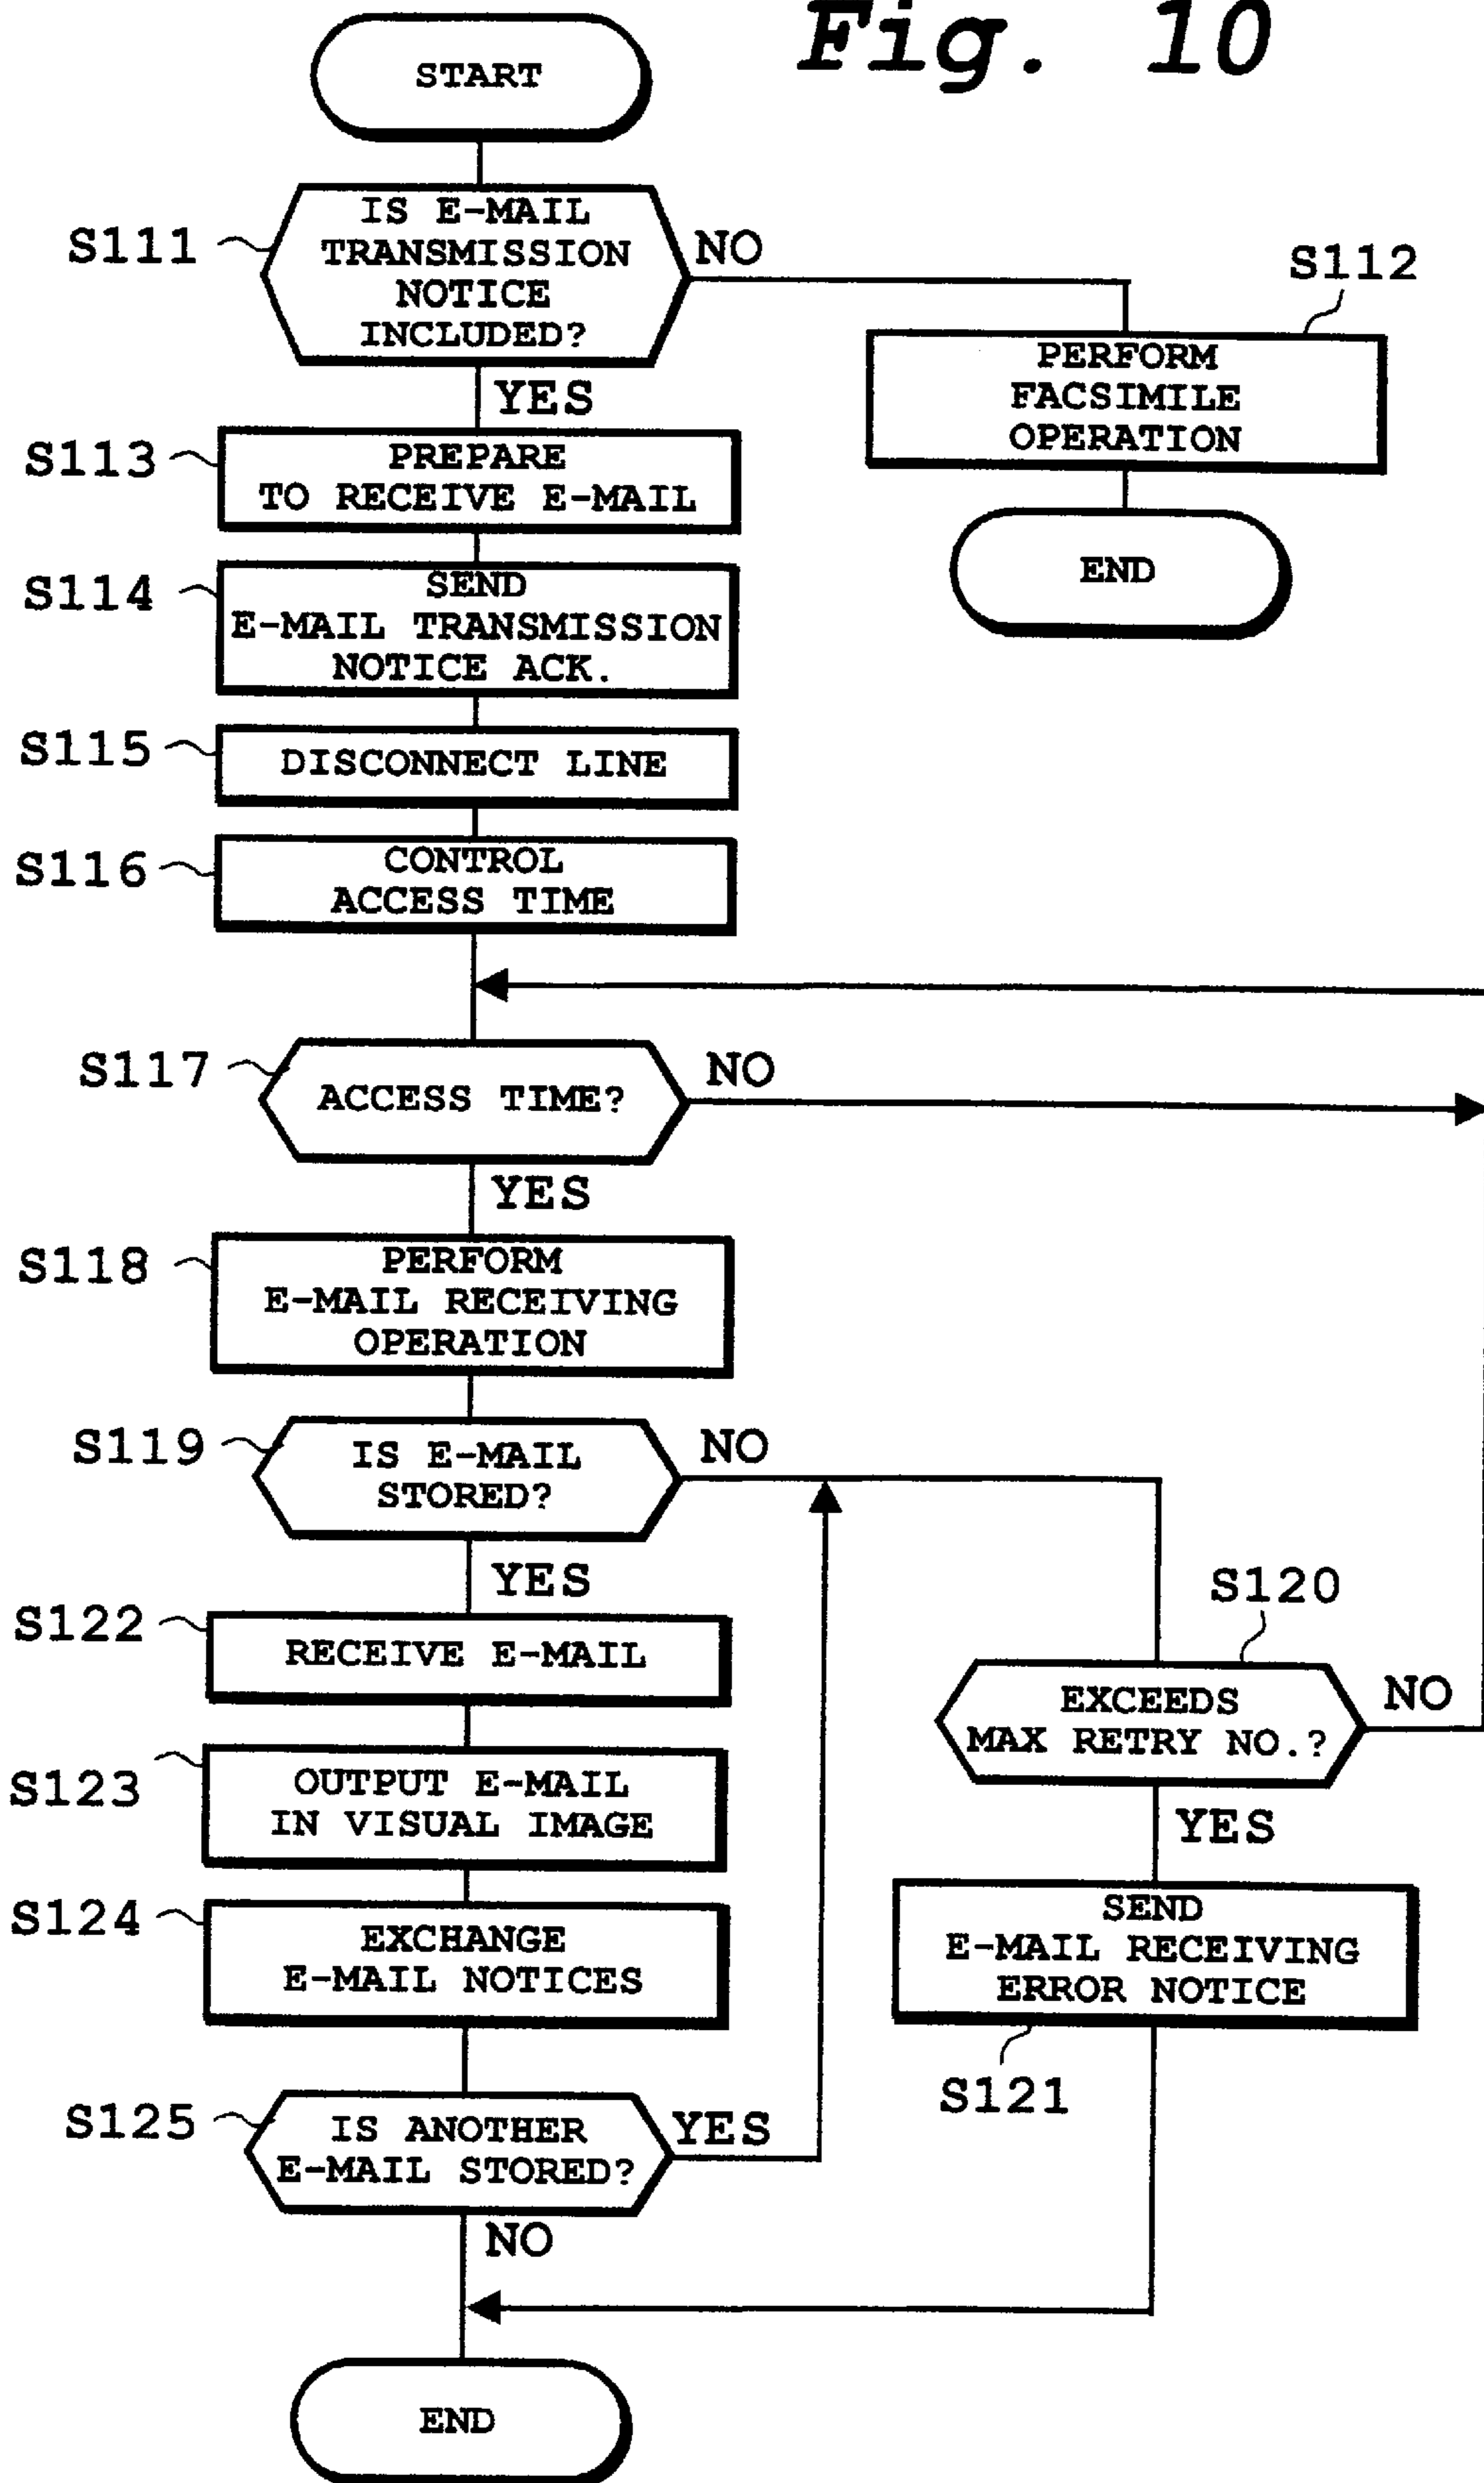 Fig. 10
START
S111
IS E-MAIL
TRANSMISSION
NOTICE
INCLUDED?
NO
YES
S112
PERFORM
FACSIMILE
OPERATION
END
S113
PREPARE
TO RECEIVE E-MAIL
S114
SEND
E-MAIL TRANSMISSION
NOTICE ACK.
S115
DISCONNECT LINE
S116
CONTROL
ACCESS TIME
S117
ACCESS TIME?
NO
YES
S118
PERFORM
E-MAIL RECEIVING
OPERATION
S119
IS E-MAIL
STORED?
NO
YES
S120
EXCEEDS
MAX RETRY NO.?
NO
YES
S121
SEND
E-MAIL RECEIVING
ERROR NOTICE
S122
RECEIVE E-MAIL
S123
OUTPUT E-MAIL
IN VISUAL IMAGE
S124
EXCHANGE
E-MAIL NOTICES
S125
IS ANOTHER
E-MAIL STORED?
YES
NO
END